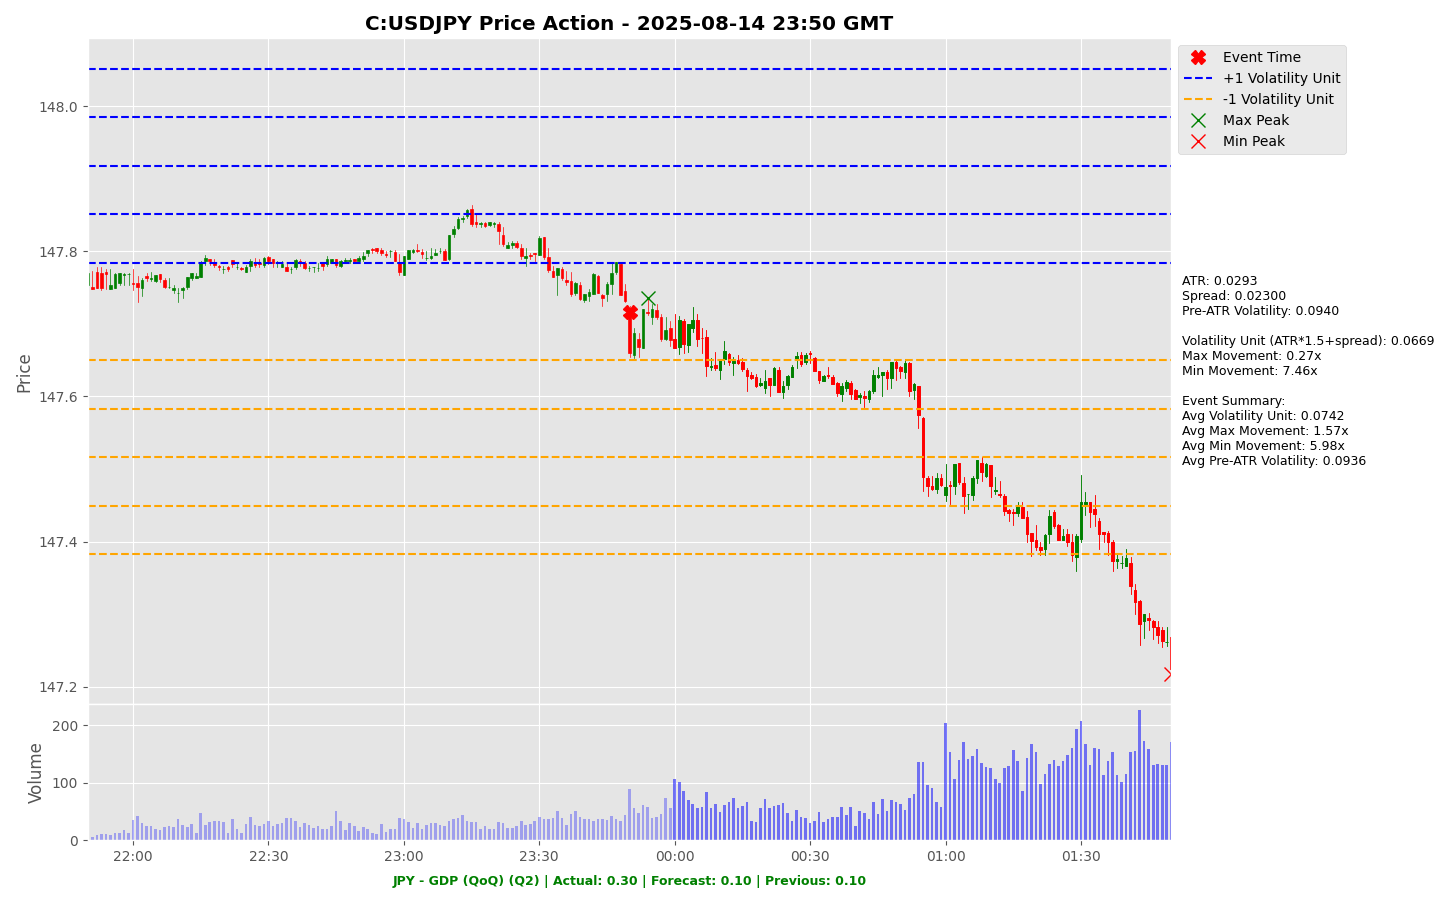 C:USDJPY Price Action - 2025-08-14 23:50 GMT
Event Time
+1 Volatility Unit
-1 Volatility Unit
Max Peak
Min Peak
148.0
147.8
147.6
147.4
147.2
Price
ATR: 0.0293
Spread: 0.02300
Pre-ATR Volatility: 0.0940
Volatility Unit (ATR*1.5+spread): 0.0669
Max Movement: 0.27x
Min Movement: 7.46x
Event Summary:
Avg Volatility Unit: 0.0742
Avg Max Movement: 1.57x
Avg Min Movement: 5.98x
Avg Pre-ATR Volatility: 0.0936
200
100
0
Volume
22:00 22:30 23:00 23:30 00:00 00:30 01:00 01:30
JPY - GDP (QoQ) (Q2) | Actual: 0.30 | Forecast: 0.10 | Previous: 0.10